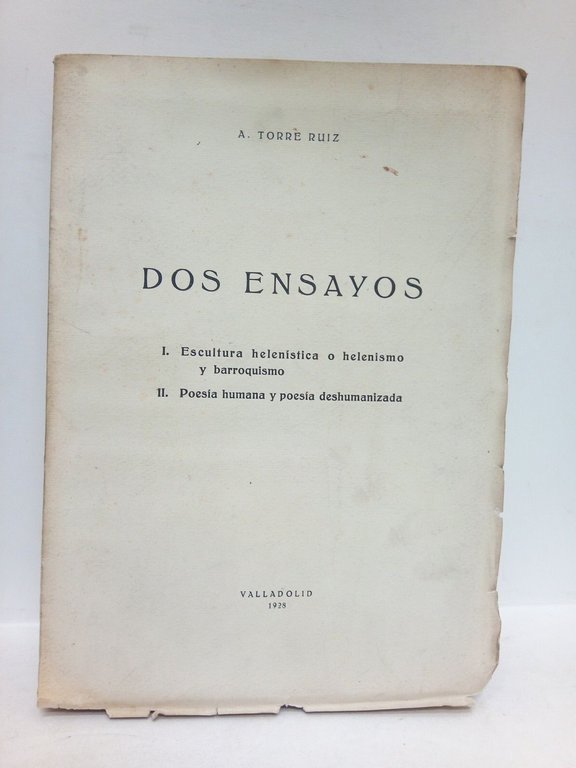 A. TORRE RUIZ
DOS ENSAYOS
I. Escultura helenística o helenismo
y barroquismo
II. Poesía humana y poesía deshumanizada
VALLADOLID
1928